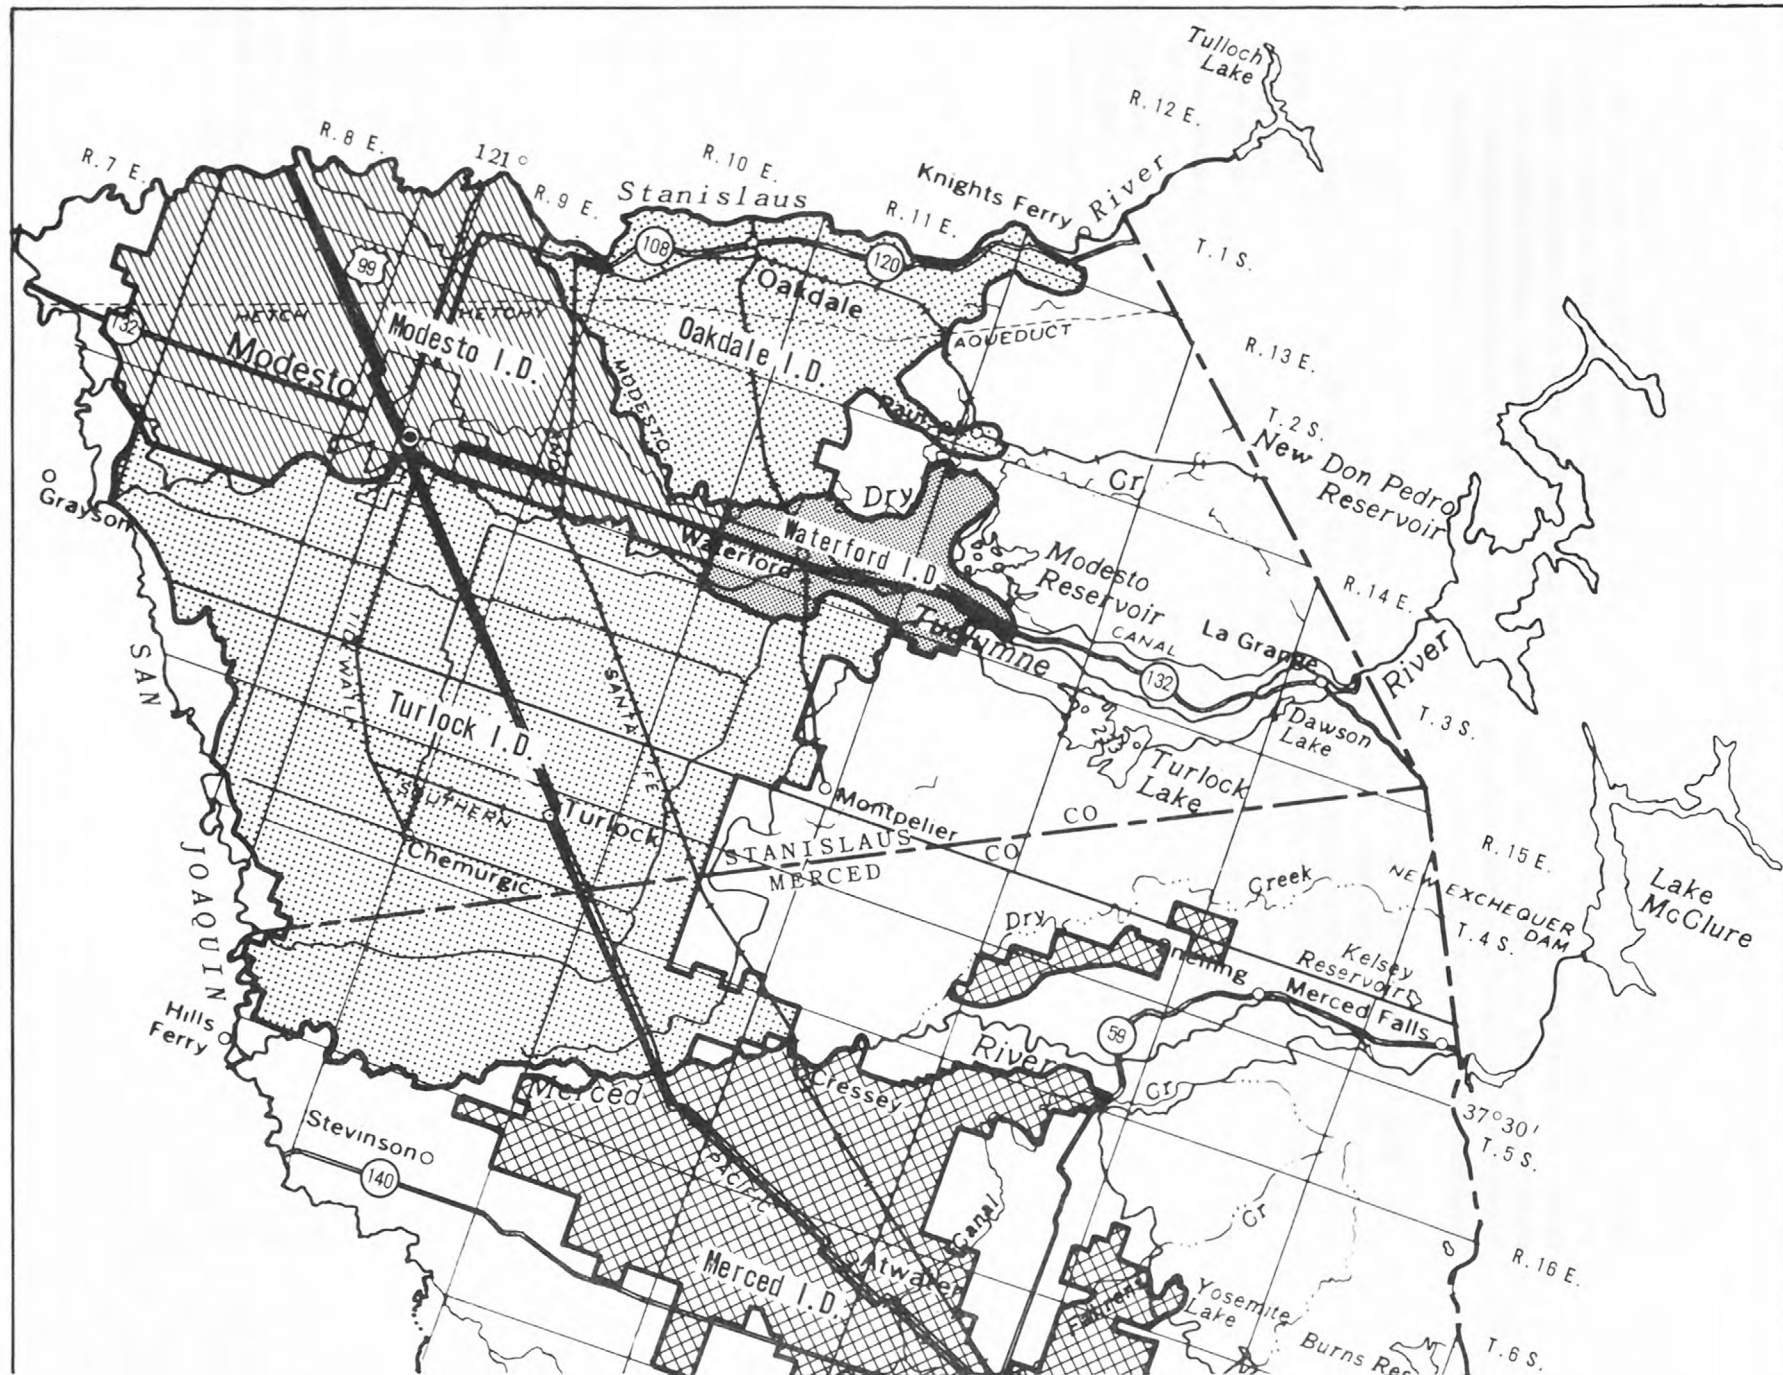 Tulloch
Lake
R. 12 E.
R. 8 E.
R. 7 E.
121°
R. 10 E.
R. 9 E.
Stanislaus
R. 11 E.
Knights Ferry
River
T. 1 S.
108
120
99
Oakdale
HETCH
HETCHY
132
Modesto
Modesto I.D.
Oakdale I.D.
AQUEDUCT
R. 13 E.
MODESTO
T. 2 S.
New Don Pedro
Reservoir
Grayson
Dry
Cr
Waterford I.D
Waterford
Modesto
Reservoir
R. 14 E.
Tuolumne
CANAL
La Grange
River
132
SAN
TIDEWATER
SANTA
FE
Turlock I.D.
Dawson
Lake
T. 3 S.
Turlock
Lake
SOUTHERN
Turlock
Montpelier
CO
STANISLAUS
CO
MERCED
Chemurgic
JOAQUIN
R. 15 E.
Creek
Dry
NEW EXCHEQUER
DAM
Lake
McClure
T. 4 S.
Snelling
Kelsey
Reservoir
Merced Falls
Hills
Ferry
59
River
Merced
Cressey
Cr
37°30'
T. 5 S.
Stevinson
140
PACIFIC
Canal
Cr
Merced I.D.
Atwater
R. 16 E.
Yosemite
Lake
Burns Res
T. 6 S.